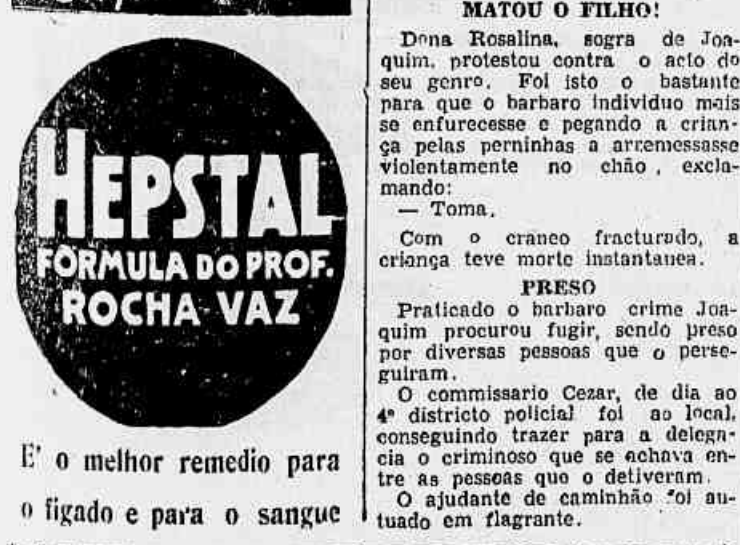 HEPSTAL
FÓRMULA DO PROF.
ROCHA VAZ
E' o melhor remedio para
o figado e para o sangue
MATOU O FILHO!
Dona Rosalina, sogra de Joa-
quim, protestou contra o acto do
seu genro. Foi isto o bastante
para que o barbaro individuo mais
se enfurecesse e pegando a crian-
ça pelas perninhas a arremessasse
violentamente no chão, excla-
mando:
— Toma.
Com o craneo fracturado, a
criança teve morte instantanea.
PRESO
Praticado o barbaro crime Joa-
quim procurou fugir, sendo preso
por diversas pessoas que o perse-
guiram.
O commissario Cezar, de dia ao
4º districto policial foi ao local,
conseguindo trazer para a delega-
cia o criminoso que se achava en-
tre as pessoas que o detiveram.
O ajudante de caminhão foi au-
tuado em flagrante.